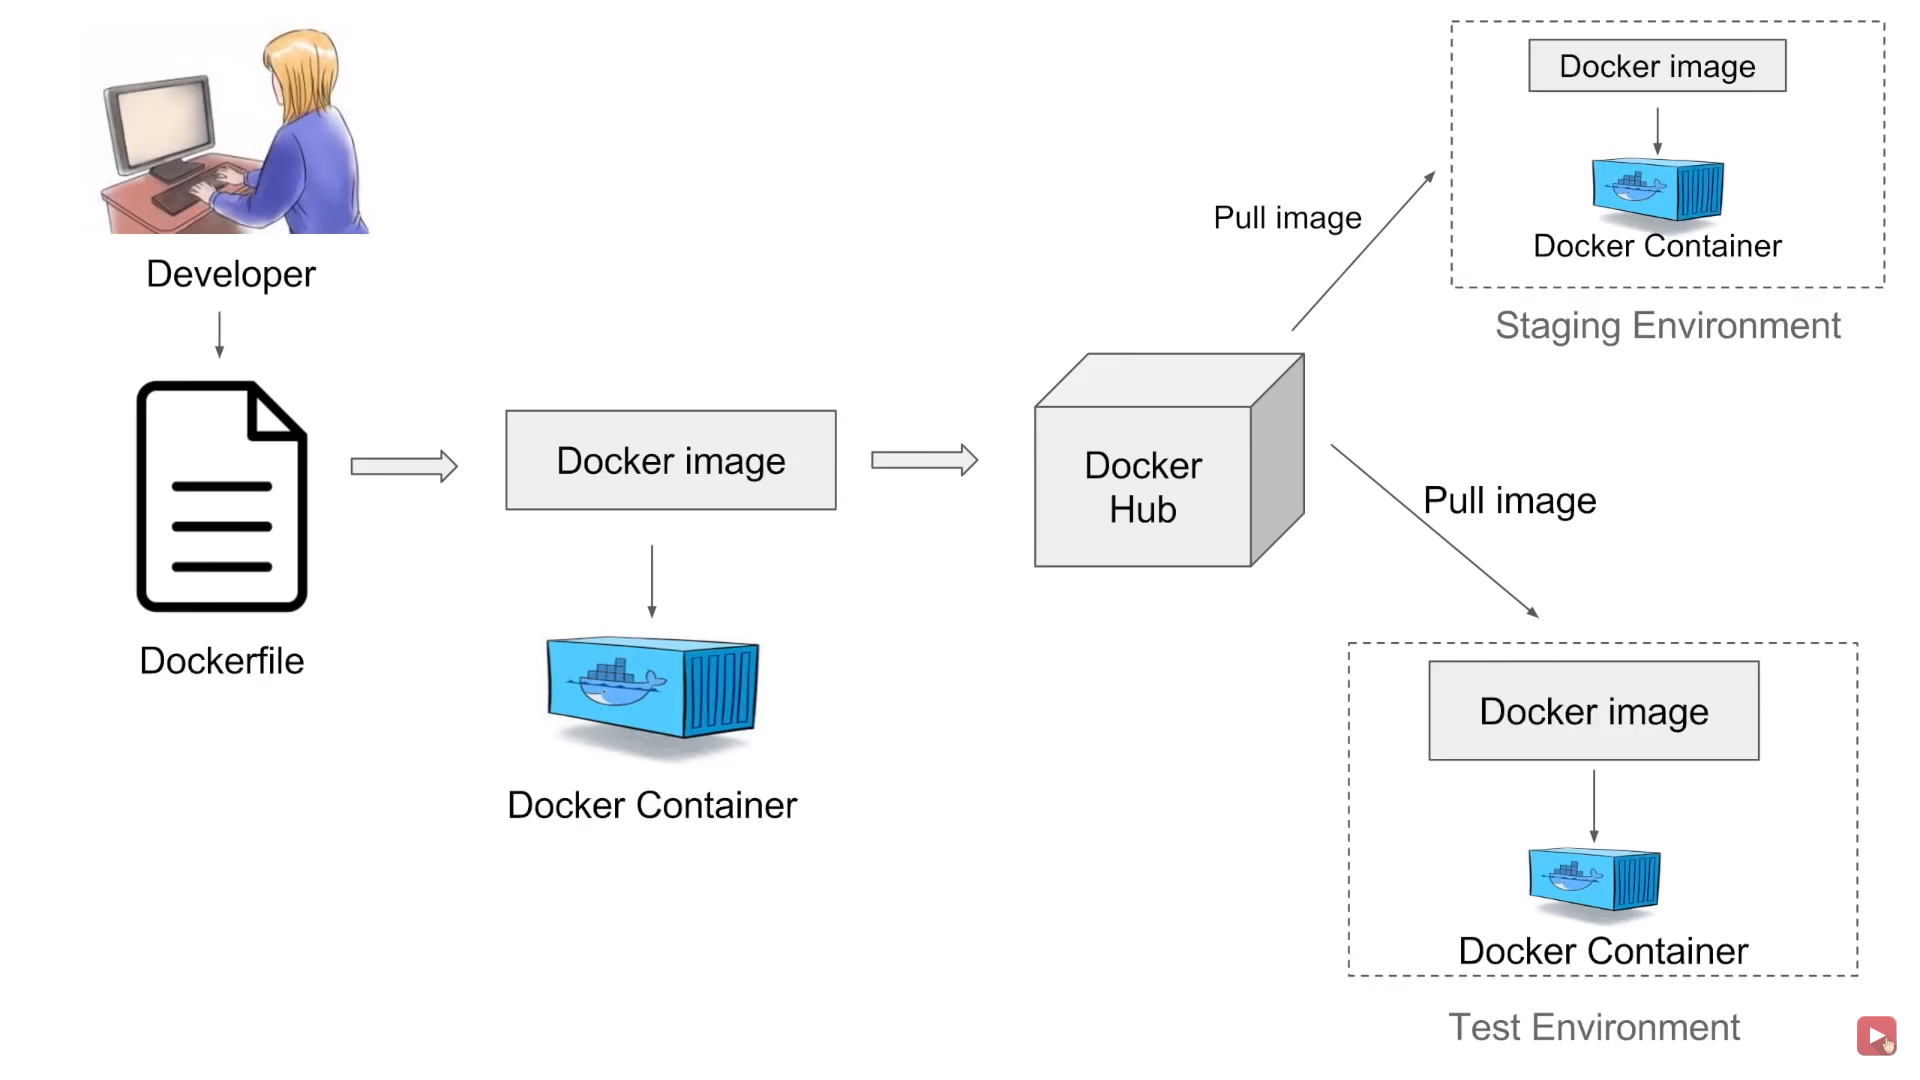 Developer
Dockerfile
Docker image
Docker Container
Docker
Hub
Pull image
Docker image
Docker Container
Staging Environment
Pull image
Docker image
Docker Container
Test Environment